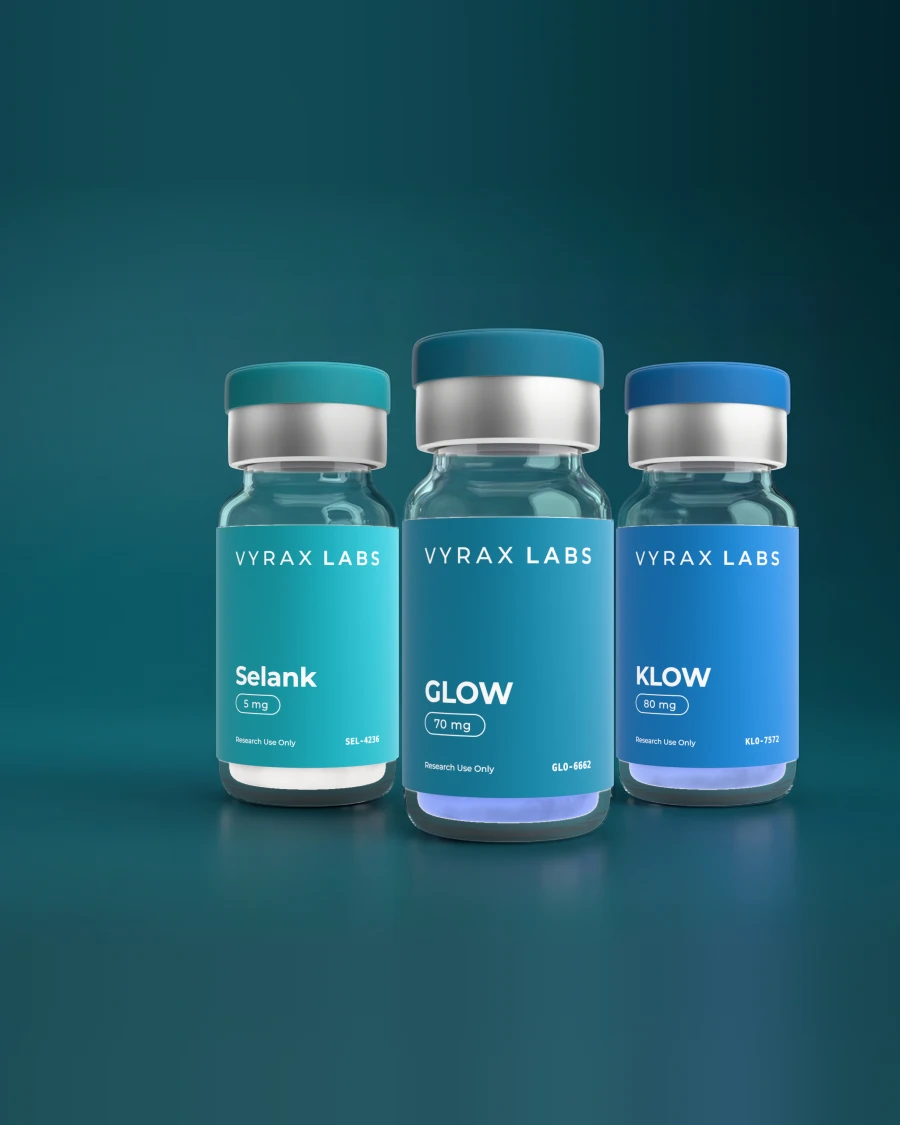 VYRAX LABS
Selank
5 mg
Research Use Only SEL-4236
VYRAX LABS
GLOW
70 mg
Research Use Only GLO-6662
VYRAX LABS
KLOW
80 mg
Research Use Only KLO-7572